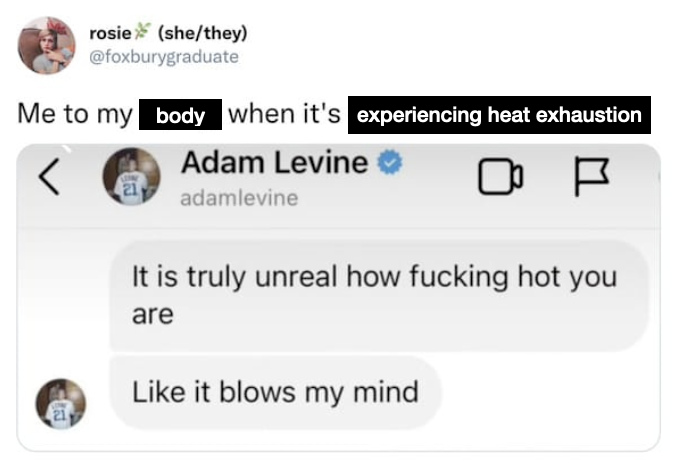 rosie🌿 (she/they)
@foxburygraduate
Me to my body when it's experiencing heat exhaustion
Adam Levine
adamlevine
It is truly unreal how fucking hot you
are
Like it blows my mind